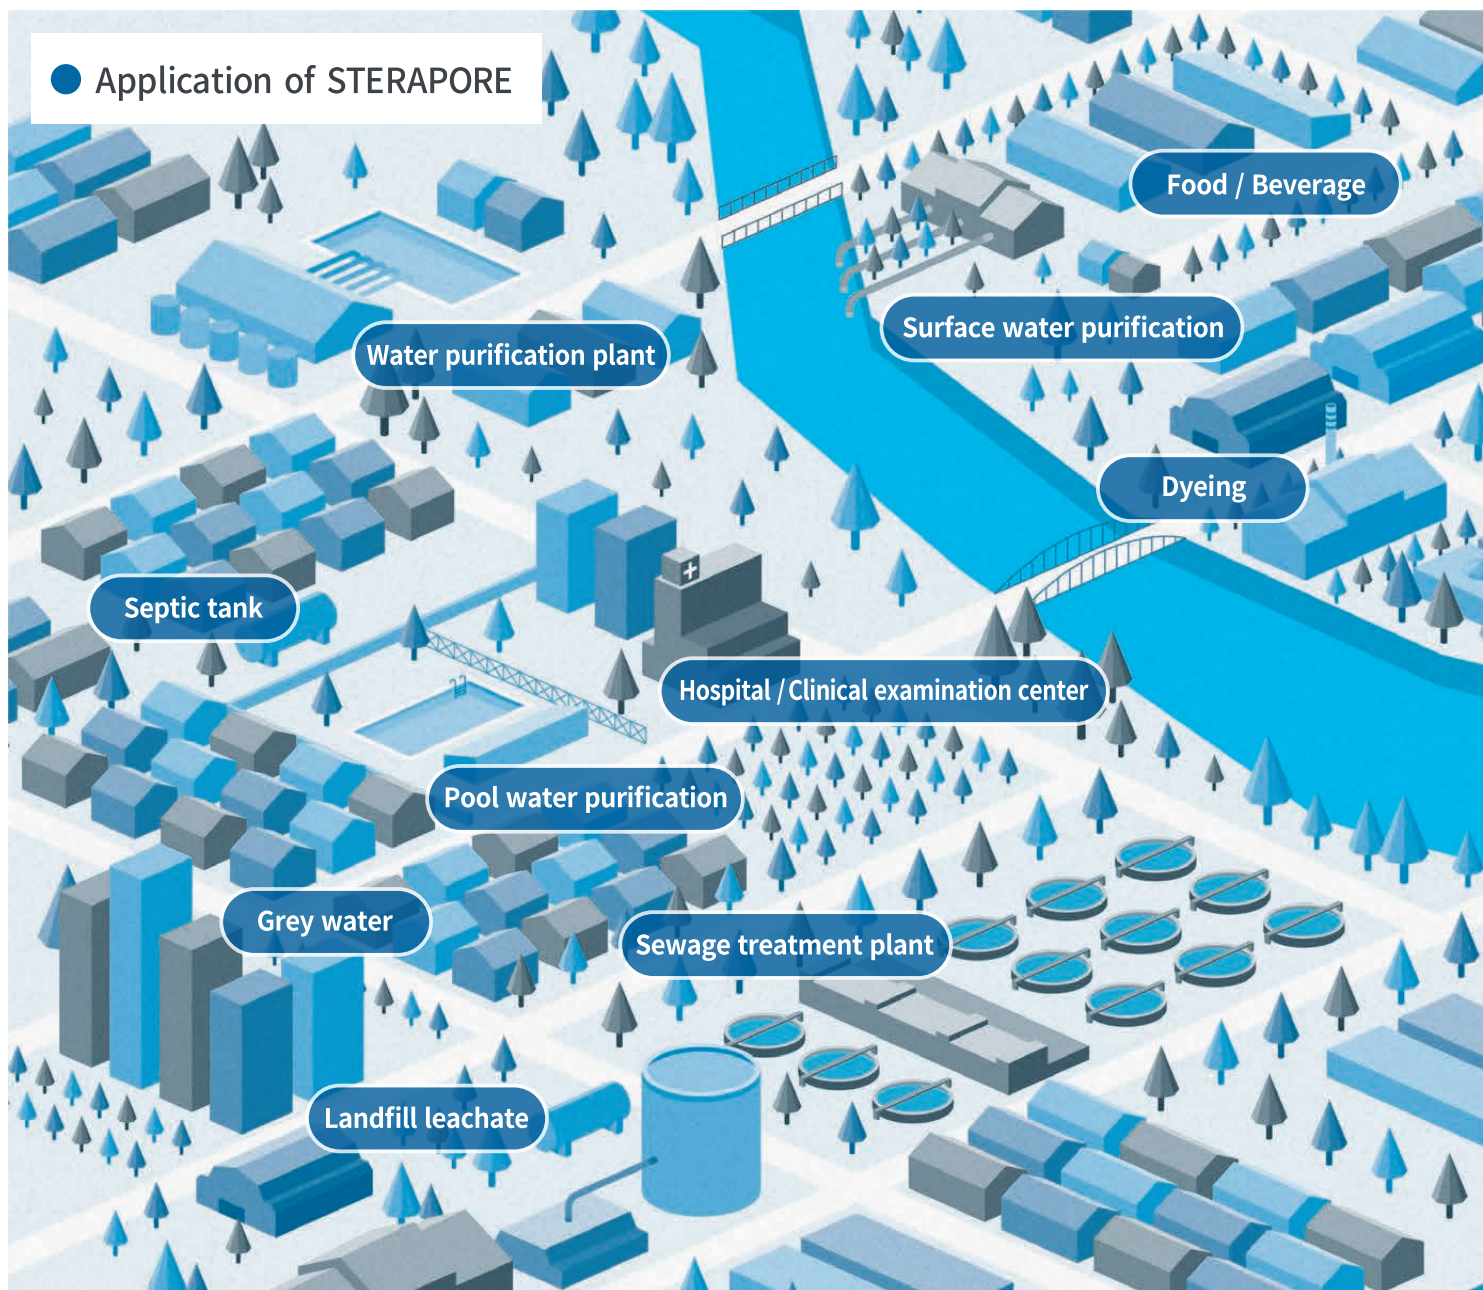 Application of STERAPORE
Food / Beverage
Surface water purification
Water purification plant
Dyeing
Septic tank
Hospital / Clinical examination center
Pool water purification
Grey water
Sewage treatment plant
Landfill leachate